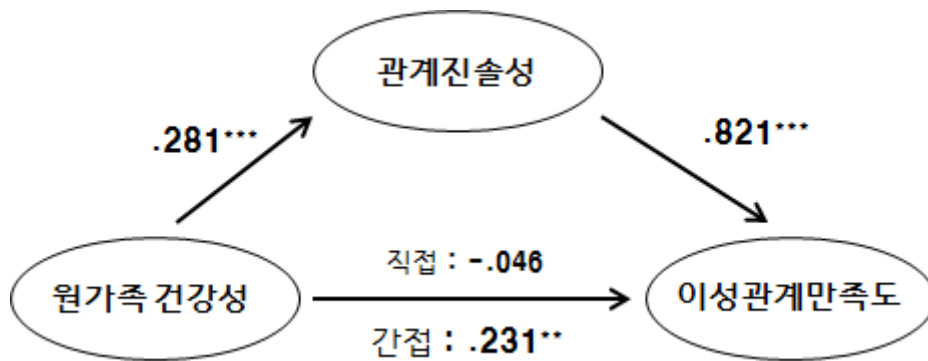 관계진솔성
.281***
.821***
직접 : -.046
원가족 건강성
이성관계만족도
간접 : .231**